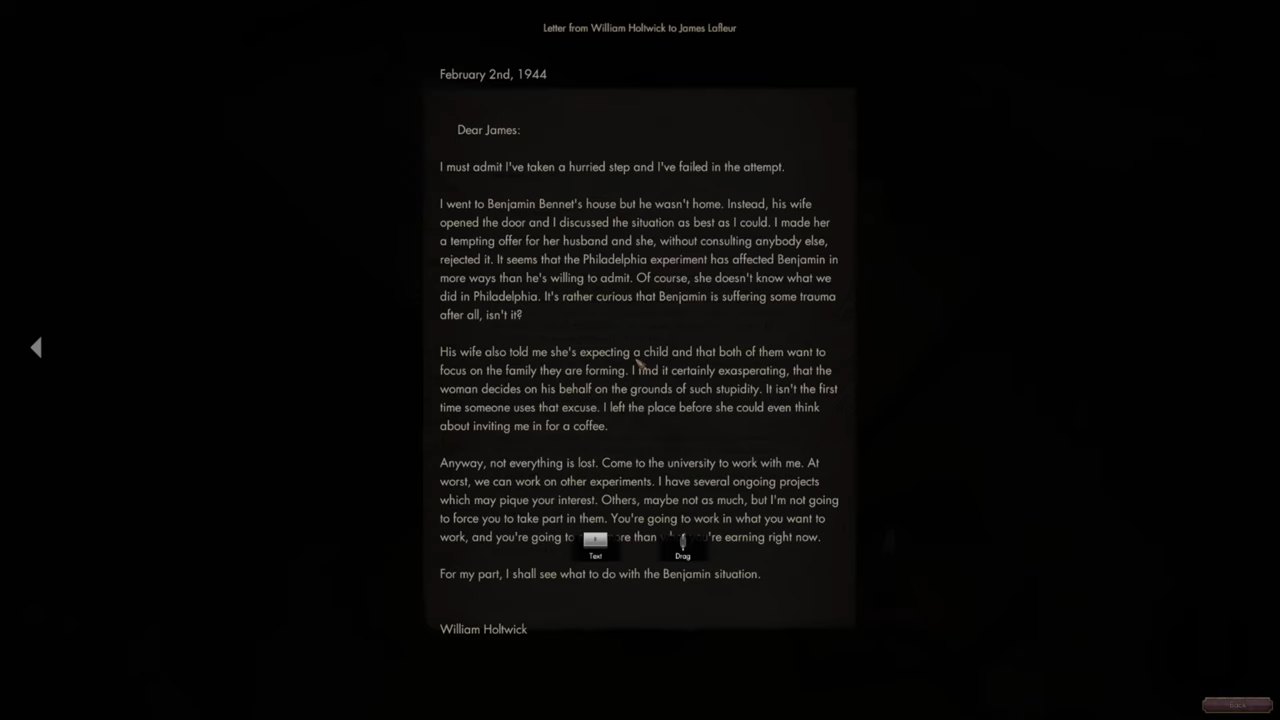 Letter from William Holtwick to James Lafleur
February 2nd, 1944
Dear James:
I must admit I've taken a hurried step and I've failed in the attempt.
I went to Benjamin Bennet's house but he wasn't home. Instead, his wife
opened the door and I discussed the situation as best as I could. I made her
a tempting offer for her husband and she, without consulting anybody else,
rejected it. It seems that the Philadelphia experiment has affected Benjamin in
more ways than he's willing to admit. Of course, she doesn't know what we
did in Philadelphia. It's rather curious that Benjamin is suffering some trauma
after all, isn't it?
His wife also told me she's expecting a child and that both of them want to
focus on the family they are forming. I find it certainly exasperating, that the
woman decides on his behalf on the grounds of such stupidity. It isn't the first
time someone uses that excuse. I left the place before she could even think
about inviting me in for a coffee.
Anyway, not everything is lost. Come to the university to work with me. At
worst, we can work on other experiments. I have several ongoing projects
which may pique your interest. Others, maybe not as much, but I'm not going
to force you to take part in them. You're going to work in what you want to
work, and you're going to more than you're earning right now.
Text
Drag
For my part, I shall see what to do with the Benjamin situation.
William Holtwick